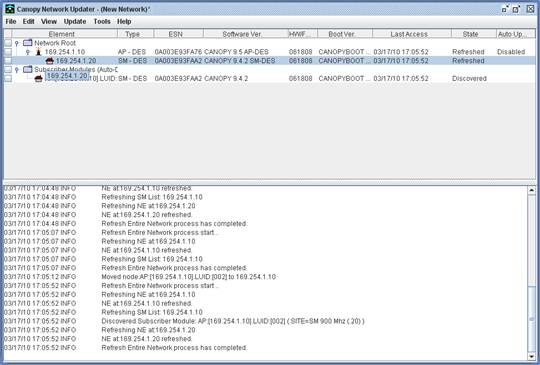 Canopy Network Updater - (New Network)*
File Edit View Update Tools Help
Element Type ESN Software Ver. HWF... Boot Ver. Last Access State Auto Up...
Network Root
169.254.1.10 AP - DES 0A003E93FA76 CANOPY 9.5 AP-DES 061808 CANOPYBOOT ... 03/17/10 17:05:52 Refreshed Disabled
169.254.1.20 SM - DES 0A003E93FAA2 CANOPY 9.4.2 SM-DES 061808 CANOPYBOOT ... 03/17/10 17:05:52 Refreshed
Subscriber Modules (Auto-D
169.254.1.20
.10].LUID: SM - DES 0A003E93FAA2 CANOPY 9.4.2 061808 CANOPYBOOT ... 03/17/10 17:05:52 Discovered
03/17/10 17:04:48 INFO NE at:169.254.1.10 refreshed.
03/17/10 17:04:48 INFO Refreshing SM List: 169.254.1.10
03/17/10 17:04:48 INFO Refreshing NE at:169.254.1.20
03/17/10 17:04:48 INFO NE at:169.254.1.20 refreshed.
03/17/10 17:04:48 INFO Refresh Entire Network process has completed.
03/17/10 17:05:07 INFO Refresh Entire Network process start...
03/17/10 17:05:07 INFO Refreshing NE at:169.254.1.10
03/17/10 17:05:07 INFO NE at:169.254.1.10 refreshed.
03/17/10 17:05:07 INFO Refreshing SM List: 169.254.1.10
03/17/10 17:05:07 INFO Refresh Entire Network process has completed.
03/17/10 17:05:12 INFO Moved node AP:[169.254.1.10].LUID:[002] to 169.254.1.10
03/17/10 17:05:52 INFO Refresh Entire Network process start...
03/17/10 17:05:52 INFO Refreshing NE at:169.254.1.10
03/17/10 17:05:52 INFO NE at:169.254.1.10 refreshed.
03/17/10 17:05:52 INFO Refreshing SM List: 169.254.1.10
03/17/10 17:05:52 INFO Discovered Subscriber Module: AP:[169.254.1.10].LUID:[002] ( SITE=SM 900 Mhz (.20) )
03/17/10 17:05:52 INFO Refreshing NE at:169.254.1.20
03/17/10 17:05:52 INFO NE at:169.254.1.20 refreshed.
03/17/10 17:05:52 INFO Refresh Entire Network process has completed.